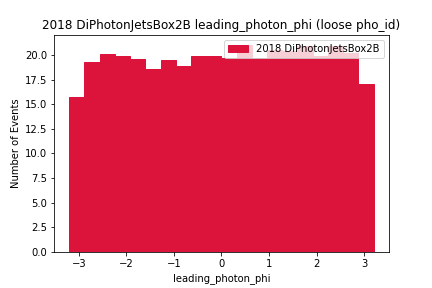 2018 DiPhotonJetsBox2B leading_photon_phi (loose pho_id)
2018 DiPhotonJetsBox2B
Number of Events
20.0
17.5
15.0
12.5
10.0
7.5
5.0
2.5
0.0
−3 −2 −1 0 1 2 3
leading_photon_phi